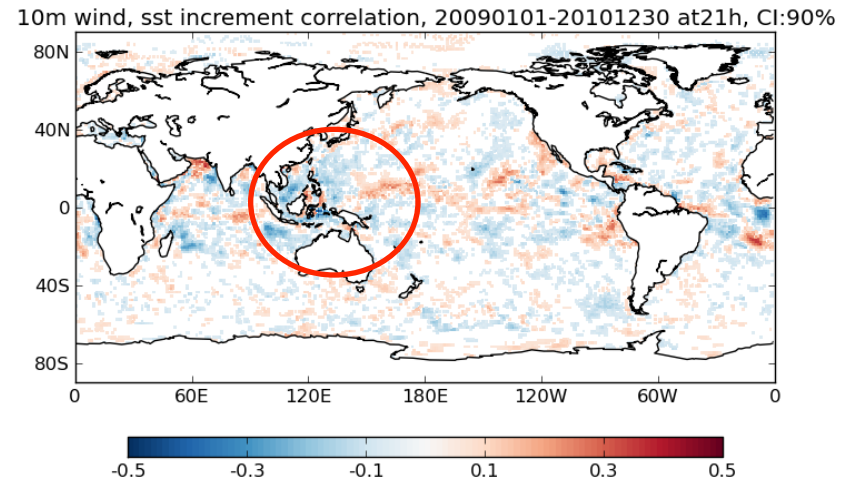 10m wind, sst increment correlation, 20090101-20101230 at21h, CI:90%
80N
40N
0
40S
80S
0 60E 120E 180E 120W 60W 0
-0.5 -0.3 -0.1 0.1 0.3 0.5